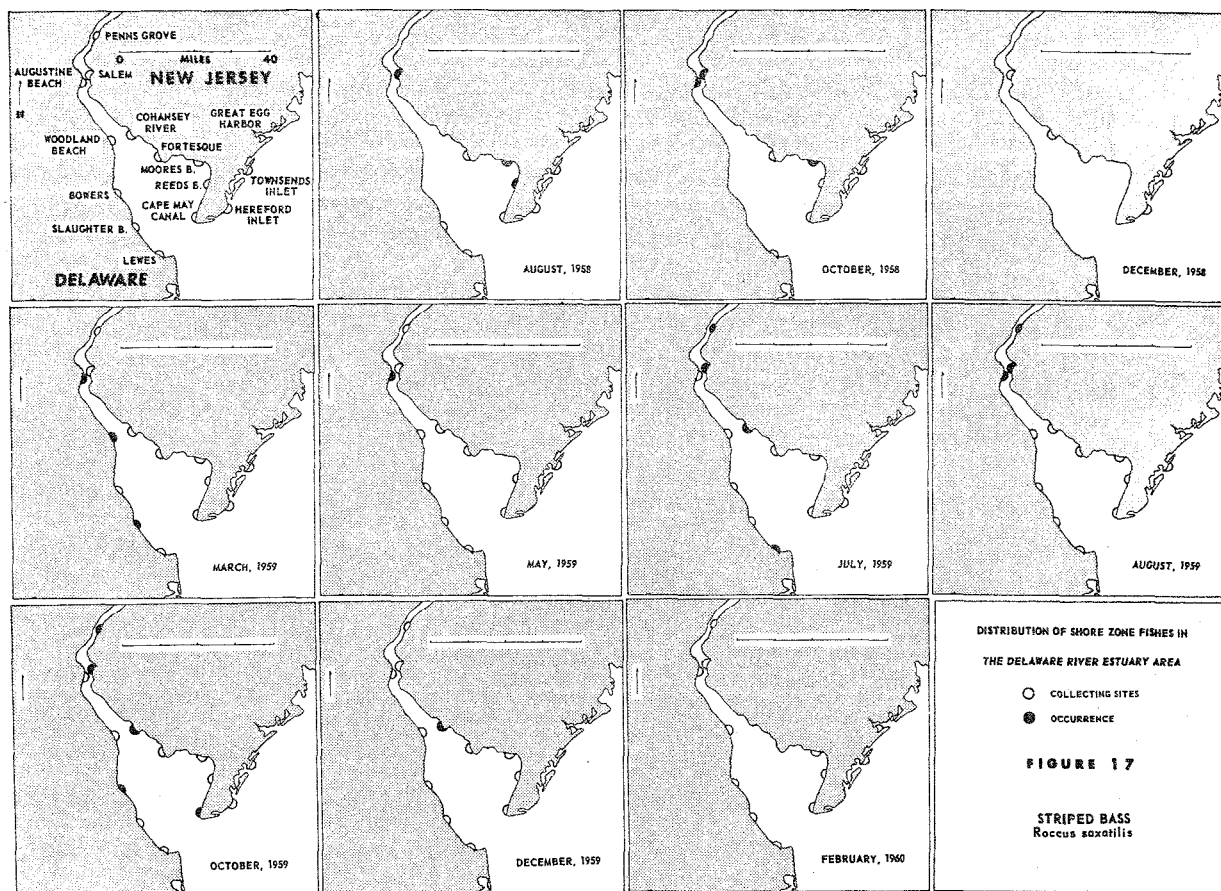 PENNS GROVE
0 MILES 40
AUGUSTINE BEACH
SALEM
NEW JERSEY
COHANSEY RIVER
GREAT EGG HARBOR
WOODLAND BEACH
FORTESQUE
MOORES B.
REEDS B.
TOWNSENDS INLET
BOWERS
CAPE MAY CANAL
HEREFORD INLET
SLAUGHTER B.
LEWES
DELAWARE
AUGUST, 1958
OCTOBER, 1958
DECEMBER, 1958
MARCH, 1959
MAY, 1959
JULY, 1959
AUGUST, 1959
OCTOBER, 1959
DECEMBER, 1959
FEBRUARY, 1960
DISTRIBUTION OF SHORE ZONE FISHES IN
THE DELAWARE RIVER ESTUARY AREA
COLLECTING SITES
OCCURRENCE
FIGURE 17
STRIPED BASS
Roccus saxatilis